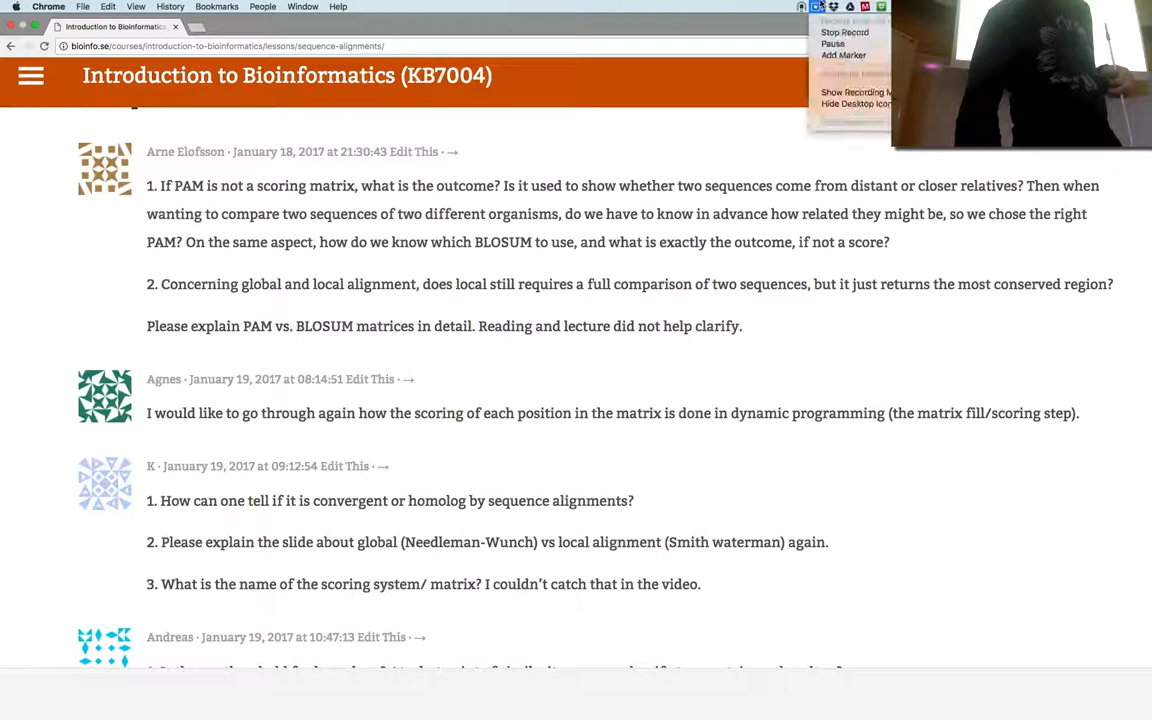 Chrome File Edit View History Bookmarks People Window Help
Introduction to Bioinformatics
bioinfo.se/courses/introduction-to-bioinformatics/lessons/sequence-alignments/
Stop Record
Pause
Add Marker
Show Recording
Hide Desktop Icon
Introduction to Bioinformatics (KB7004)
Arne Elofsson · January 18, 2017 at 21:30:43 Edit This · →
1. If PAM is not a scoring matrix, what is the outcome? Is it used to show whether two sequences come from distant or closer relatives? Then when
wanting to compare two sequences of two different organisms, do we have to know in advance how related they might be, so we chose the right
PAM? On the same aspect, how do we know which BLOSUM to use, and what is exactly the outcome, if not a score?
2. Concerning global and local alignment, does local still requires a full comparison of two sequences, but it just returns the most conserved region?
Please explain PAM vs. BLOSUM matrices in detail. Reading and lecture did not help clarify.
Agnes · January 19, 2017 at 08:14:51 Edit This · →
I would like to go through again how the scoring of each position in the matrix is done in dynamic programming (the matrix fill/scoring step).
K · January 19, 2017 at 09:12:54 Edit This · →
1. How can one tell if it is convergent or homolog by sequence alignments?
2. Please explain the slide about global (Needleman-Wunch) vs local alignment (Smith waterman) again.
3. What is the name of the scoring system/ matrix? I couldn't catch that in the video.
Andreas · January 19, 2017 at 10:47:13 Edit This · →